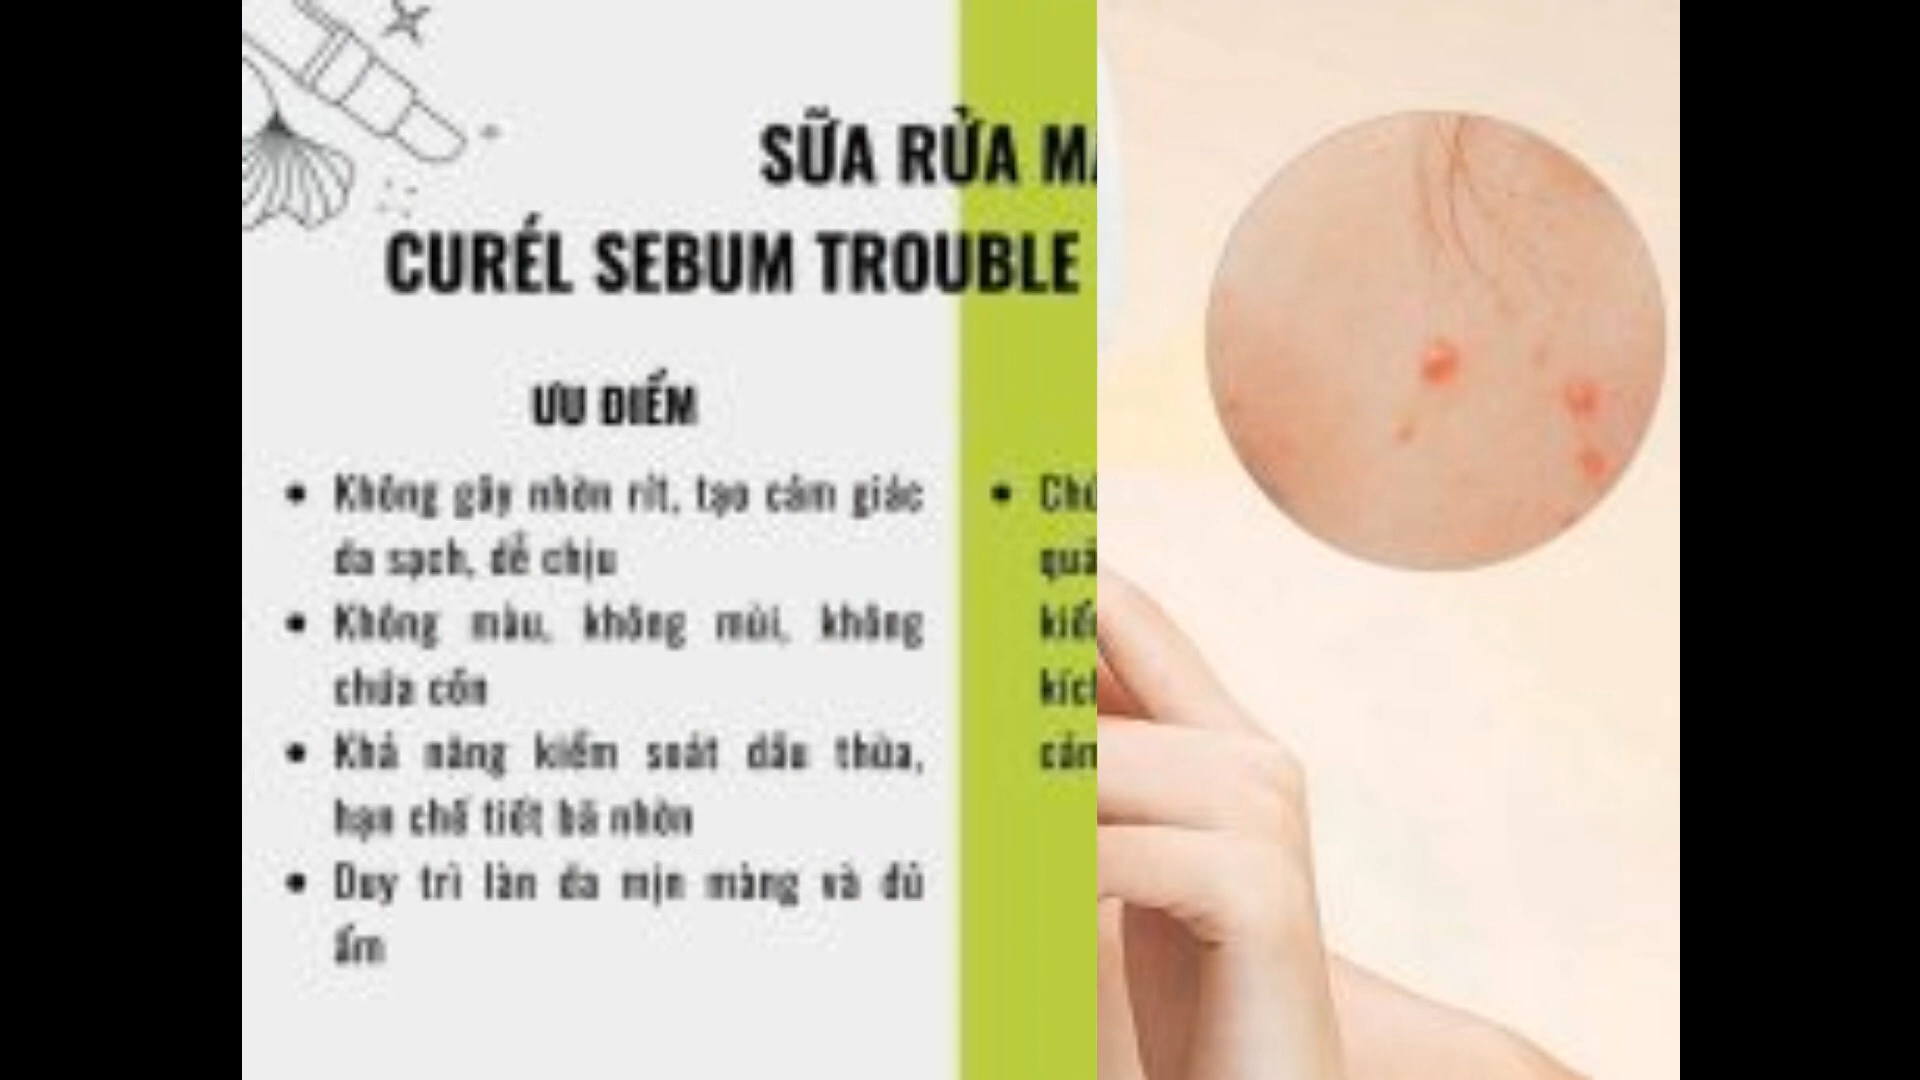 SỮA RỬA
CURÉL SEBUM TROUBLE
ƯU ĐIỂM
• Không gây nhờn rít, tạo cảm giác
da sạch, dễ chịu
• Không màu, không mùi, không
chứa cồn
• Khả năng kiểm soát dầu thừa,
hạn chế tiết bã nhờn
• Duy trì làn da mịn màng và đủ
ẩm